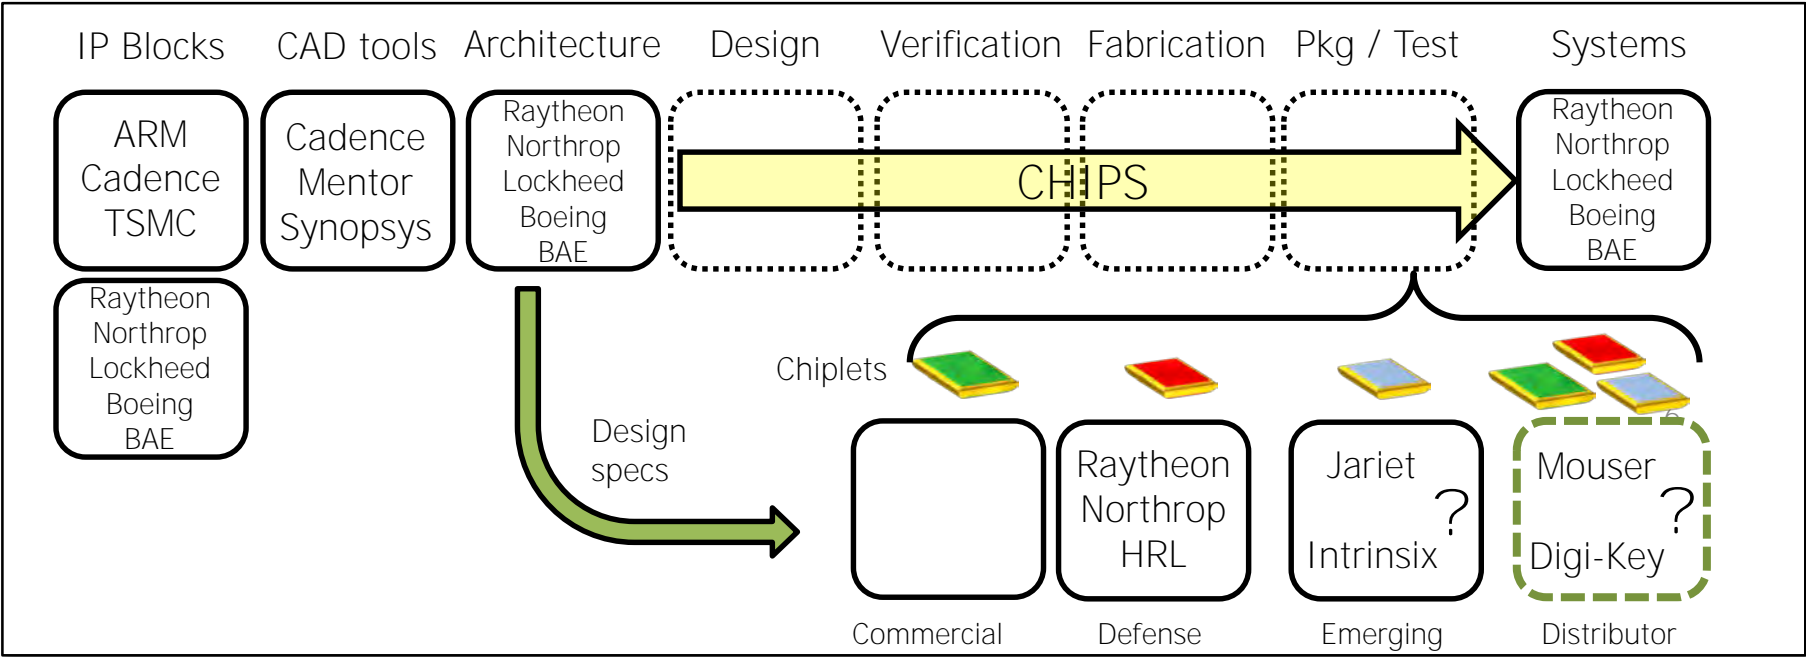 IP Blocks
CAD tools
Architecture
Design
Verification
Fabrication
Pkg / Test
Systems
ARM
Cadence
TSMC
Cadence
Mentor
Synopsys
Raytheon
Northrop
Lockheed
Boeing
BAE
CHIPS
Raytheon
Northrop
Lockheed
Boeing
BAE
Raytheon
Northrop
Lockheed
Boeing
BAE
Design
specs
Chiplets
Raytheon
Northrop
HRL
Jariet
?
Intrinsix
Mouser
?
Digi-Key
Commercial
Defense
Emerging
Distributor